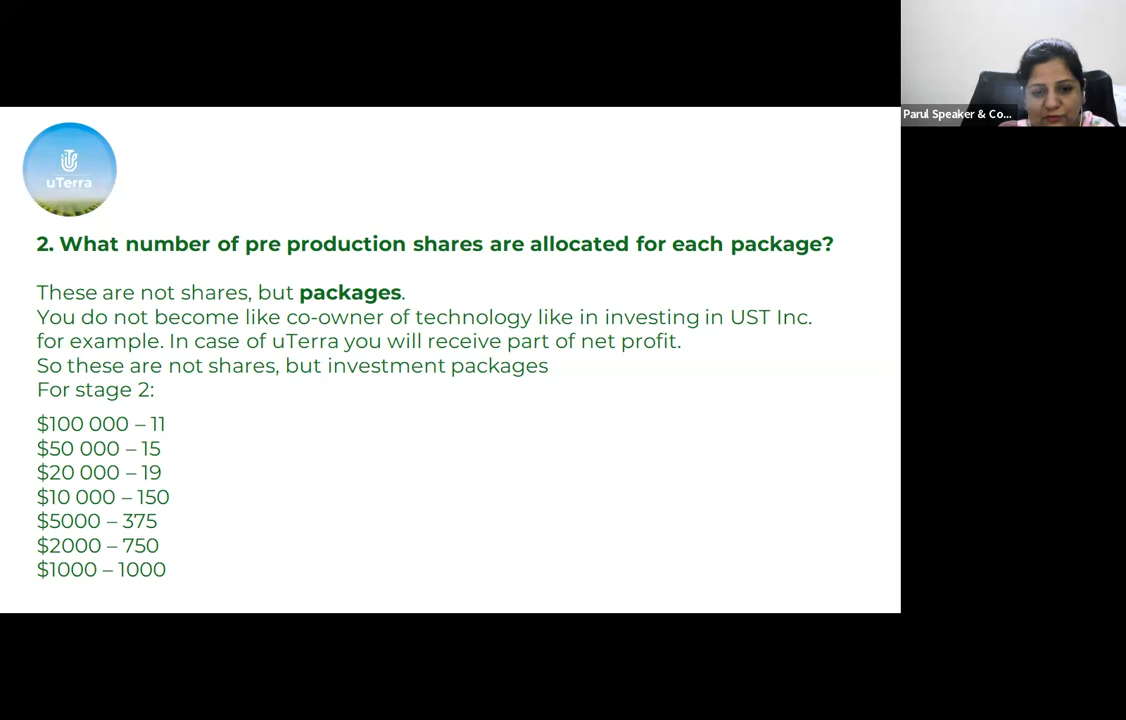 Parul Speaker & Co...
uTerra
2. What number of pre production shares are allocated for each package?
These are not shares, but packages.
You do not become like co-owner of technology like in investing in UST Inc.
for example. In case of uTerra you will receive part of net profit.
So these are not shares, but investment packages
For stage 2:
$100 000 – 11
$50 000 – 15
$20 000 – 19
$10 000 – 150
$5000 – 375
$2000 – 750
$1000 – 1000